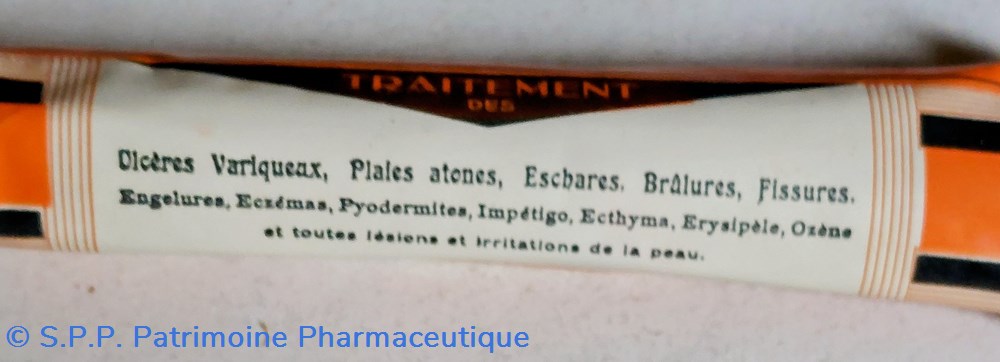 TRAITEMENT
DES
Ulcères Variqueux, Plaies atones, Eschares, Brûlures, Fissures,
Engelures, Eczémas, Pyodermites, Impétigo, Ecthyma, Erysipèle, Ozène
et toutes lésions et irritations de la peau.
© S.P.P. Patrimoine Pharmaceutique